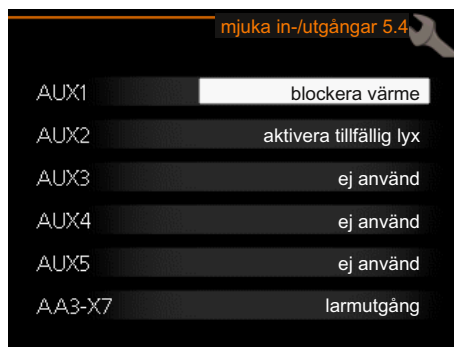 mjuka in-/utgångar 5.4
AUX1 blockera värme
AUX2 aktivera tillfällig lyx
AUX3 ej använd
AUX4 ej använd
AUX5 ej använd
AA3-X7 larmutgång